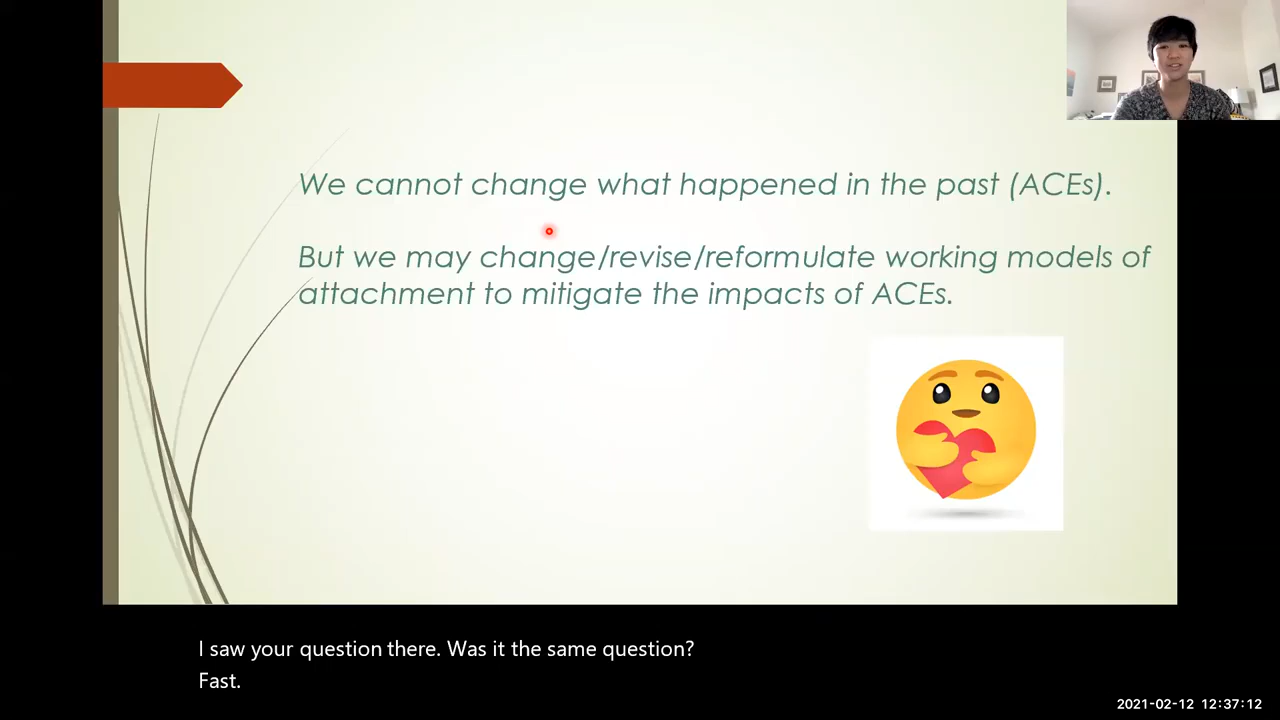 We cannot change what happened in the past (ACEs).
But we may change/revise/reformulate working models of
attachment to mitigate the impacts of ACEs.
I saw your question there. Was it the same question?
Fast.
2021-02-12 12:37:12